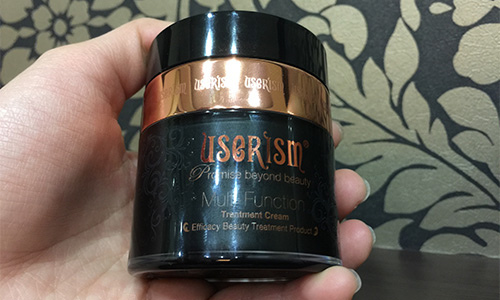 USERISM USERISM
USERISM®
Promise beyond beauty
Multi Function
Treatment Cream
Efficacy Beauty Treatment Product